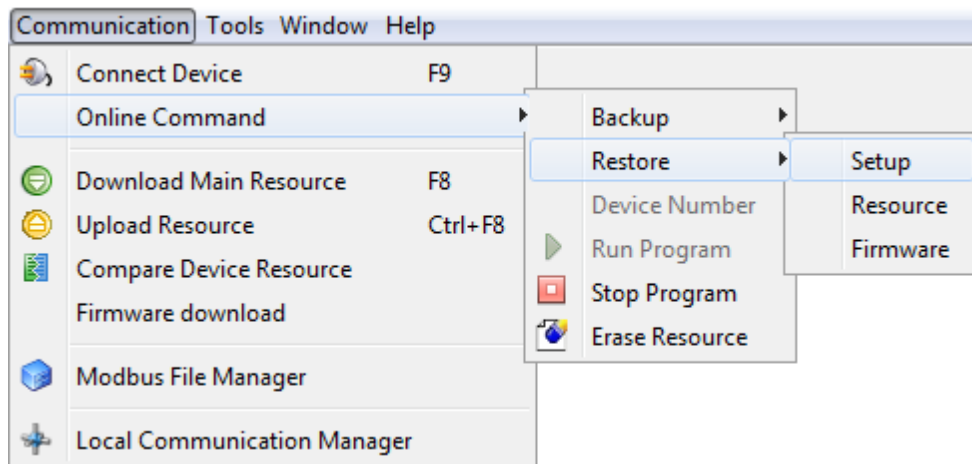 Communication Tools Window Help
Connect Device F9
Online Command
Download Main Resource F8
Upload Resource Ctrl+F8
Compare Device Resource
Firmware download
Modbus File Manager
Local Communication Manager
Backup
Restore
Device Number
Run Program
Stop Program
Erase Resource
Setup
Resource
Firmware